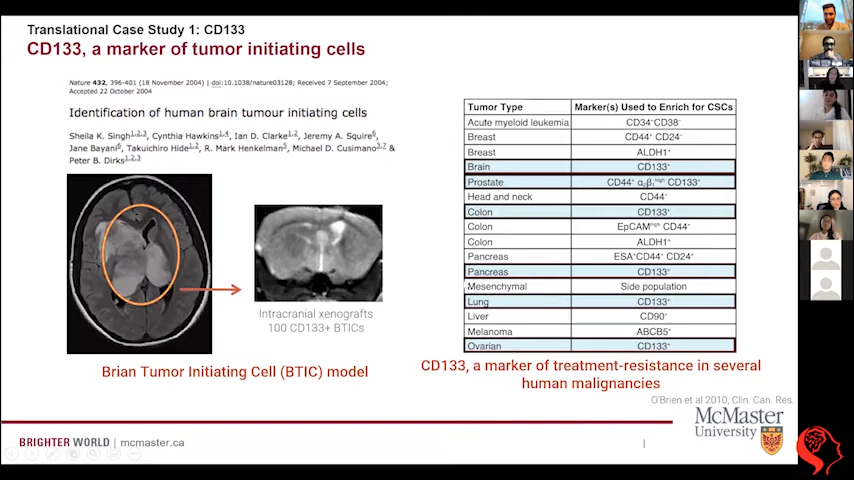 Translational Case Study 1: CD133
CD133, a marker of tumor initiating cells
Nature 432, 396-401 (18 November 2004) | doi:10.1038/nature03128; Received 7 September 2004;
Accepted 22 October 2004
Identification of human brain tumour initiating cells
Sheila K. Singh1,2,3, Cynthia Hawkins1,4, Ian D. Clarke1,2, Jeremy A. Squire6,
Jane Bayani6, Takuichiro Hide1,2, R. Mark Henkelman5, Michael D. Cusimano3,7 &
Peter B. Dirks1,2,3
Intracranial xenografts
100 CD133+ BTICs
Brian Tumor Initiating Cell (BTIC) model
Tumor Type Marker(s) Used to Enrich for CSCs
Acute myeloid leukemia CD34+CD38-
Breast CD44+ CD24-
Breast ALDH1+
Brain CD133+
Prostate CD44+ α2β1high CD133+
Head and neck CD44+
Colon CD133+
Colon EpCAMhigh CD44+
Colon ALDH1+
Pancreas ESA+CD44+ CD24+
Pancreas CD133+
Mesenchymal Side population
Lung CD133+
Liver CD90+
Melanoma ABCB5+
Ovarian CD133+
CD133, a marker of treatment-resistance in several
human malignancies
O'Brien et al 2010, Clin. Can. Res.
BRIGHTER WORLD | mcmaster.ca
McMaster
University